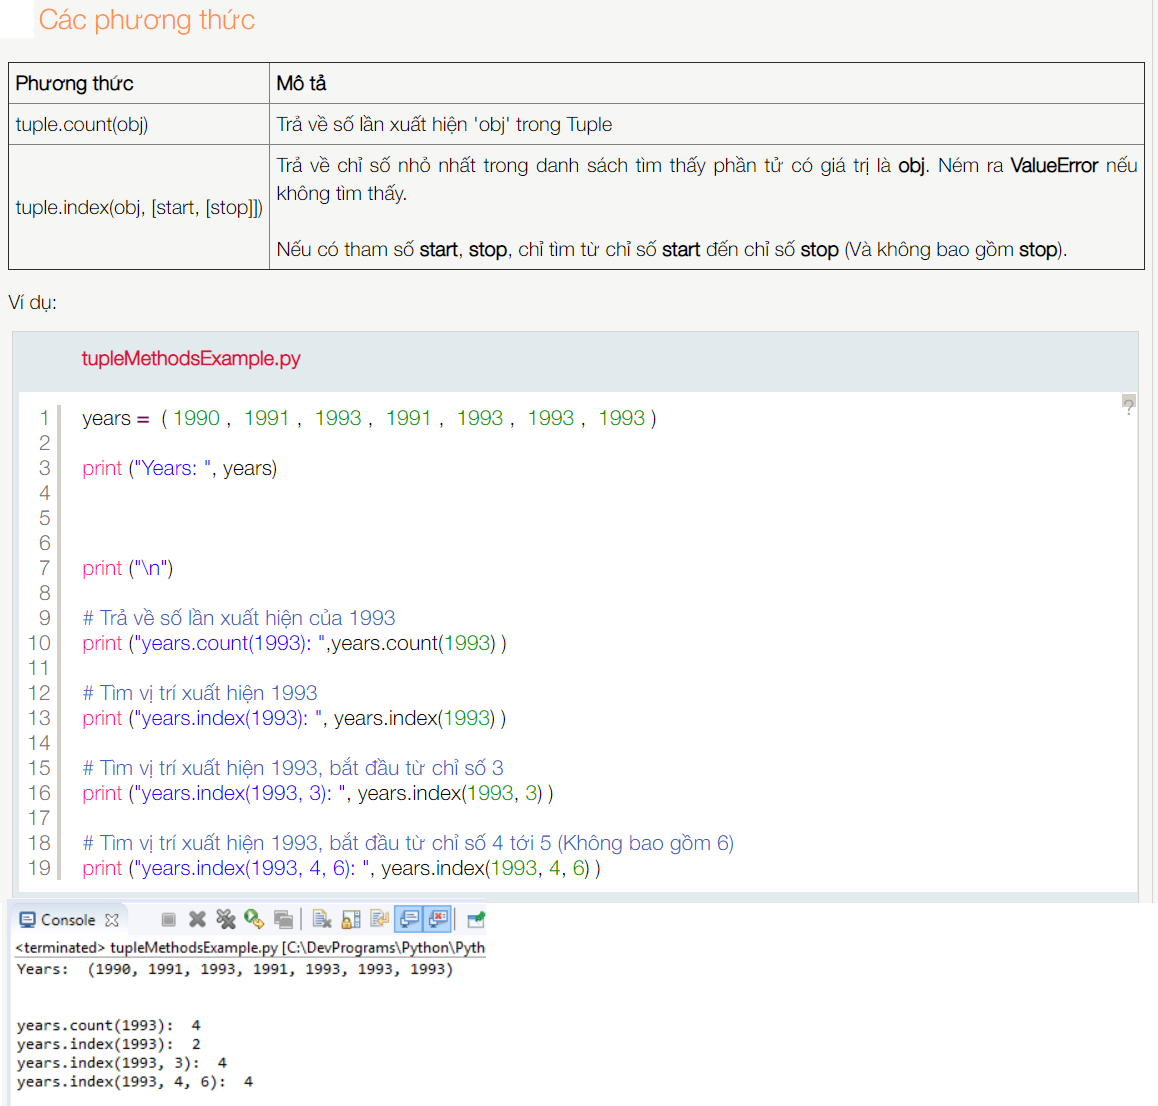 Các phương thức
Phương thức
Mô tả
tuple.count(obj)
Trả về số lần xuất hiện 'obj' trong Tuple
tuple.index(obj, [start, [stop]])
Trả về chỉ số nhỏ nhất trong danh sách tìm thấy phần tử có giá trị là obj. Ném ra ValueError nếu
không tìm thấy.
Nếu có tham số start, stop, chỉ tìm từ chỉ số start đến chỉ số stop (Và không bao gồm stop).
Ví dụ:
tupleMethodsExample.py
?
1 years = ( 1990 , 1991 , 1993 , 1991 , 1993 , 1993 , 1993 )
2
3 print ("Years: ", years)
4
5
6
7 print ("\n")
8
9 # Trả về số lần xuất hiện của 1993
10 print ("years.count(1993): ",years.count(1993) )
11
12 # Tìm vị trí xuất hiện 1993
13 print ("years.index(1993): ", years.index(1993) )
14
15 # Tìm vị trí xuất hiện 1993, bắt đầu từ chỉ số 3
16 print ("years.index(1993, 3): ", years.index(1993, 3) )
17
18 # Tìm vị trí xuất hiện 1993, bắt đầu từ chỉ số 4 tới 5 (Không bao gồm 6)
19 print ("years.index(1993, 4, 6): ", years.index(1993, 4, 6) )
Console
<terminated> tupleMethodsExample.py [C:\DevPrograms\Python\Pyth
Years:  (1990, 1991, 1993, 1991, 1993, 1993, 1993)
years.count(1993):  4
years.index(1993):  2
years.index(1993, 3):  4
years.index(1993, 4, 6):  4